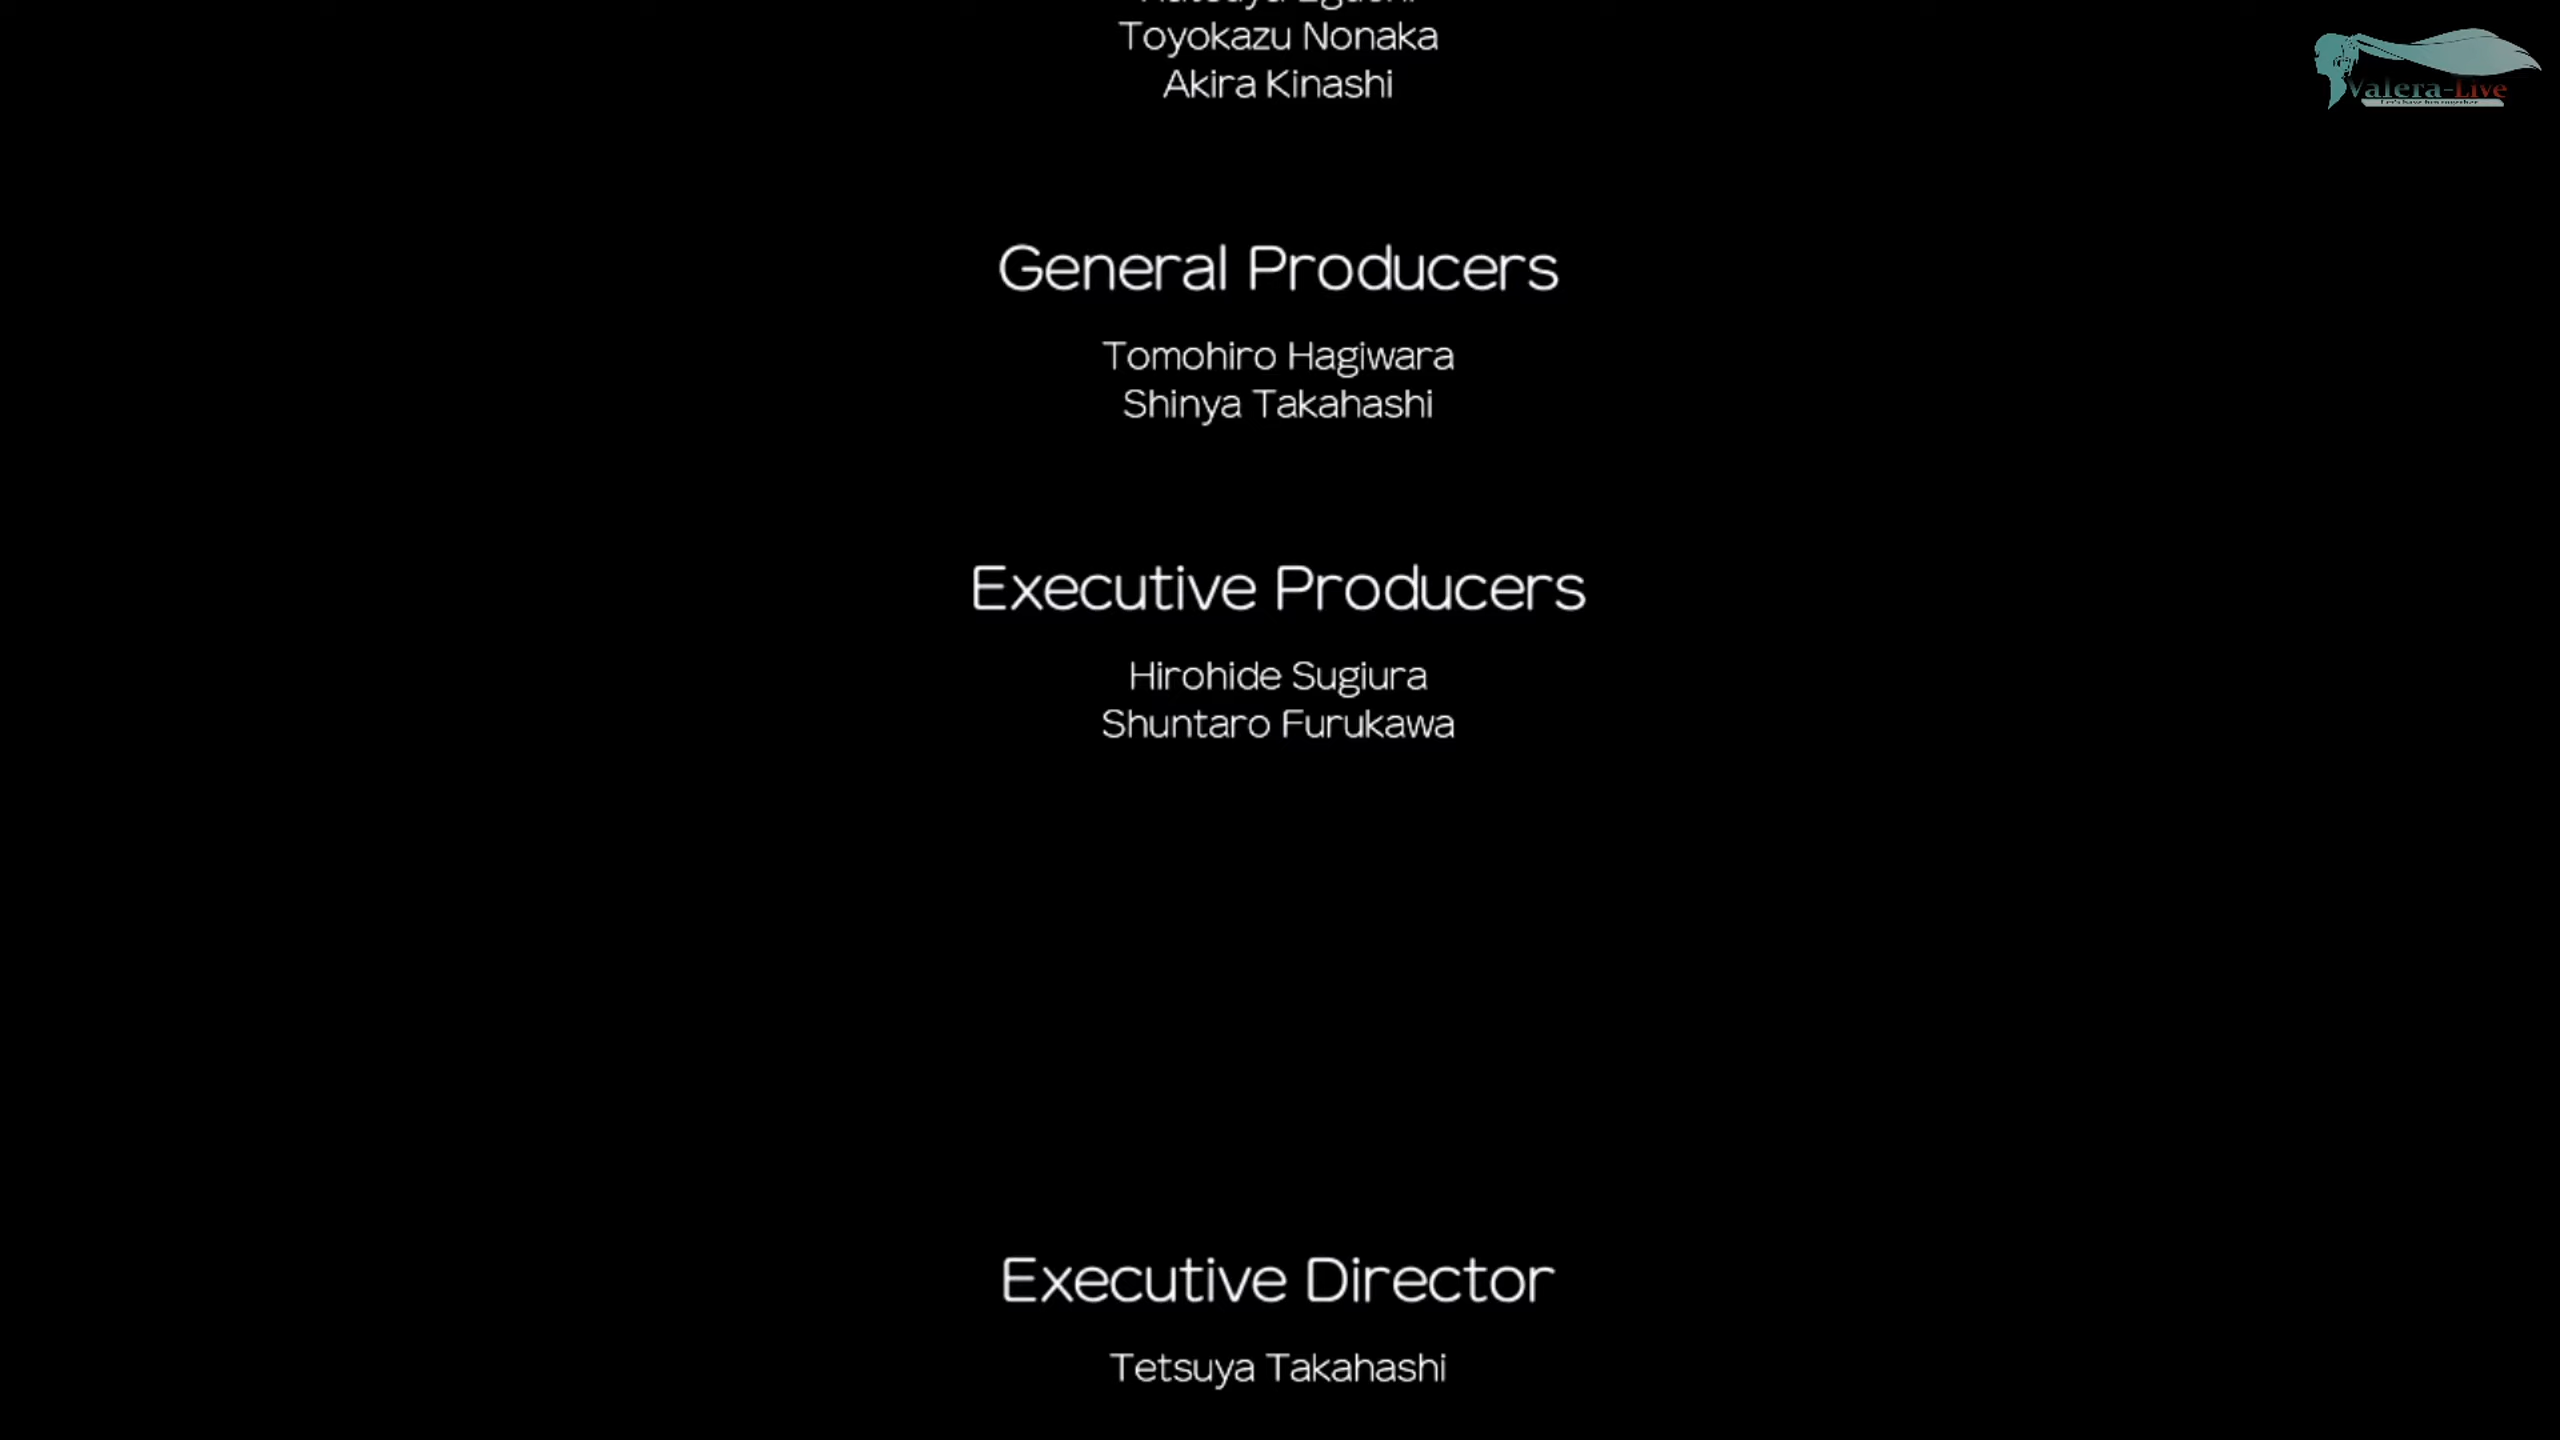 Toyokazu Nonaka
Akira Kinashi
General Producers
Tomohiro Hagiwara
Shinya Takahashi
Executive Producers
Hirohide Sugiura
Shuntaro Furukawa
Executive Director
Tetsuya Takahashi
Valera-Live